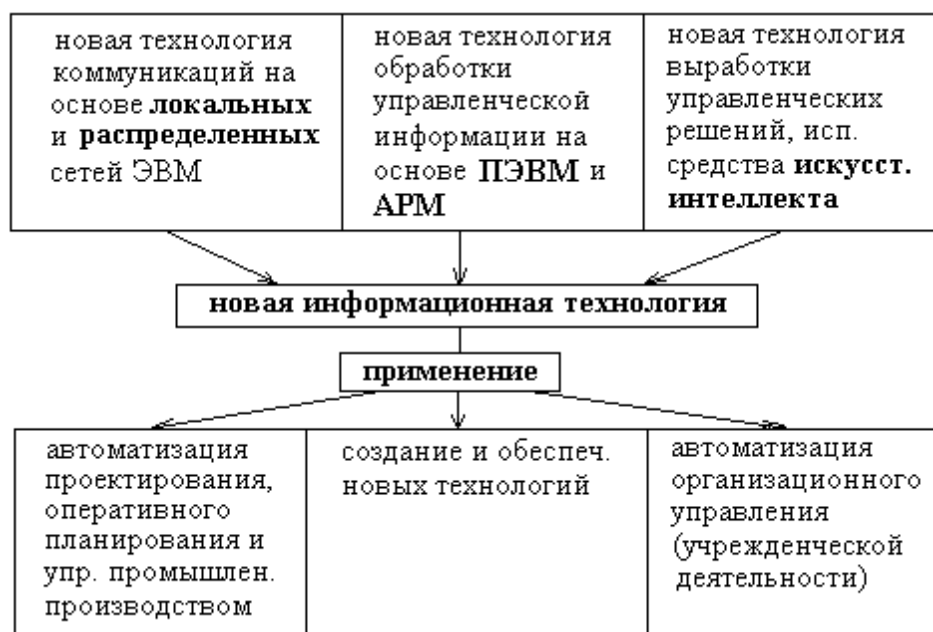 новая технология
коммуникаций на
основе локальных
и распределенных
сетей ЭВМ
новая технология
обработки
управленческой
информации на
основе ПЭВМ и
АРМ
новая технология
выработки
управленческих
решений, исп.
средства искусст.
интеллекта
новая информационная технология
применение
автоматизация
проектирования,
оперативного
планирования и
упр. промышлен.
производством
создание и обеспеч.
новых технологий
автоматизация
организационного
управления
(учрежденческой
деятельности)